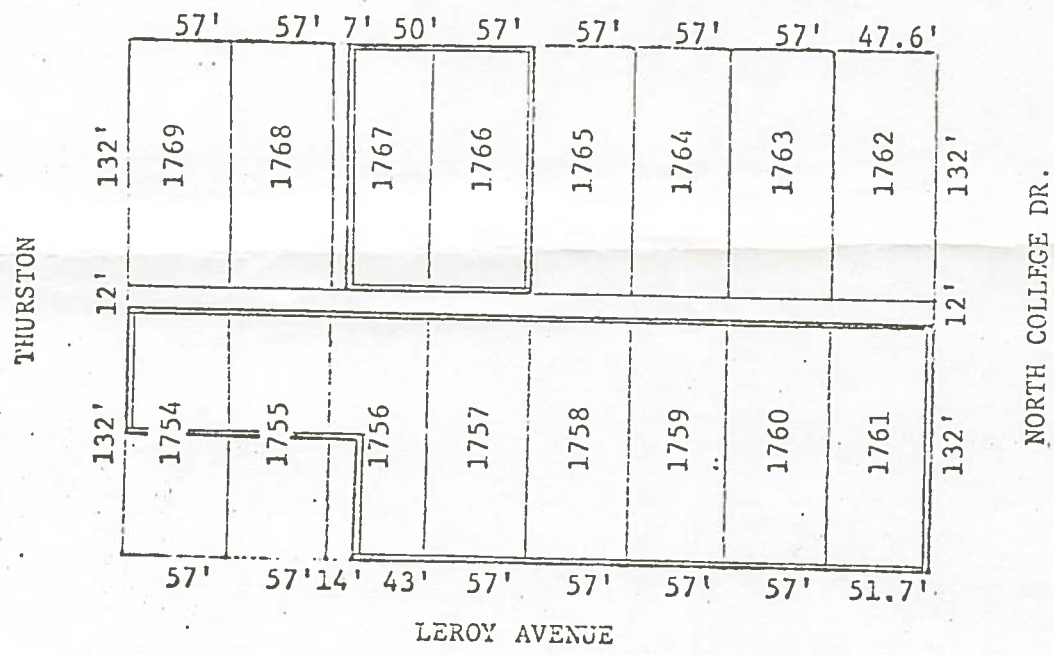 57' 57' 7' 50' 57' 57' 57' 57' 47.6'
132' 1769 1768 1767 1766 1765 1764 1763 1762 132'
THURSTON
12' 12'
NORTH COLLEGE DR.
132' 1754 1755 1756 1757 1758 1759 1760 1761 132'
57' 57' 14' 43' 57' 57' 57' 57' 51.7'
LEROY AVENUE